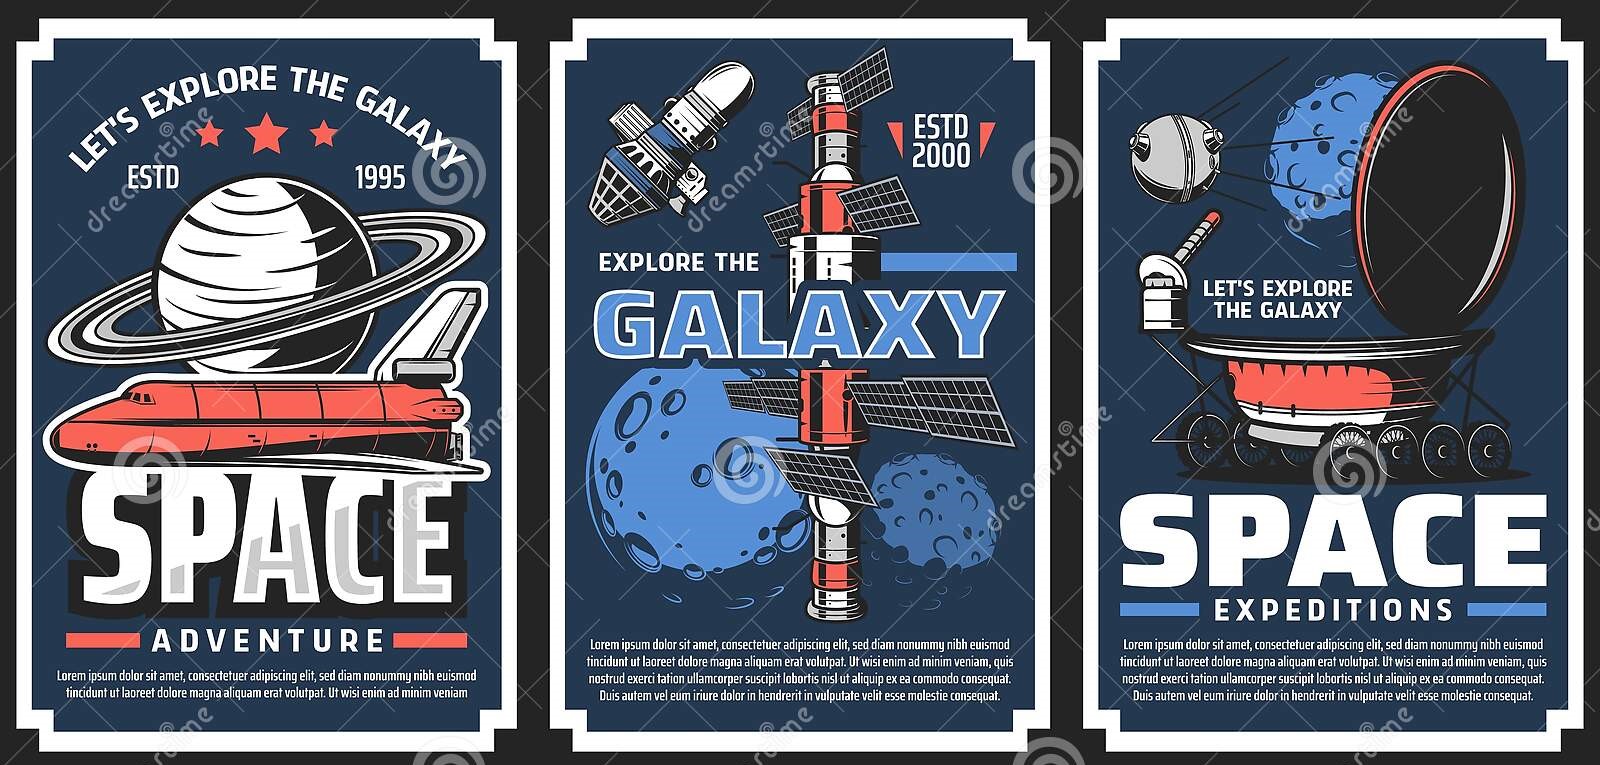 LET'S EXPLORE THE GALAXY
ESTD 1995
SPACE
ADVENTURE
Lorem ipsum dolor sit amet, consectetuer adipiscing elit, sed diam nonummy nibh euismod
tincidunt ut laoreet dolore magna aliquam erat volutpat. Ut wisi enim ad minim veniam
ESTD
2000
EXPLORE THE
GALAXY
Lorem ipsum dolor sit amet, consectetuer adipiscing elit, sed diam nonummy nibh euismod
tincidunt ut laoreet dolore magna aliquam erat volutpat. Ut wisi enim ad minim veniam, quis
nostrud exerci tation ullamcorper suscipit lobortis nisl ut aliquip ex ea commodo consequat.
Duis autem vel eum iriure dolor in hendrerit in vulputate velit esse molestie consequat.
LET'S EXPLORE
THE GALAXY
SPACE
EXPEDITIONS
Lorem ipsum dolor sit amet, consectetuer adipiscing elit, sed diam nonummy nibh euismod
tincidunt ut laoreet dolore magna aliquam erat volutpat. Ut wisi enim ad minim veniam, quis
nostrud exerci tation ullamcorper suscipit lobortis nisl ut aliquip ex ea commodo consequat.
Duis autem vel eum iriure dolor in hendrerit in vulputate velit esse molestie consequat.
dreamstime